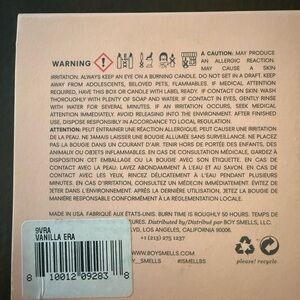 WARNING
A CAUTION: MAY PRODUCE
AN ALLERGIC REACTION.
MAY CAUSE A SKIN
IRRITATION. ALWAYS KEEP AN EYE ON A BURNING CANDLE. DO NOT SET IN A DRAFT. KEEP
AWAY FROM ADOLESCENTS, BELOVED PETS, FLAMMABLES. IF MEDICAL ATTENTION IS
REQUIRED, HAVE THIS BOX OR CANDLE WITH LABEL READY. IF CONTACT ON SKIN WASH
THOROUGHLY WITH PLENTY OF SOAP AND WATER. IF CONTACT IN EYES, GENTLY RINSE
WITH WATER FOR SEVERAL MINUTES. IF AN IRRITATION OCCURS, SEEK MEDICAL
ATTENTION IMMEDIATELY. AVOID RELEASING INTO THE ENVIRONMENT. AFTER FINISHED
USE, DISPOSE RESPONSIBLY IN ACCORDANCE TO LOCAL REGULATION.
ATTENTION: PEUT ENTRAINER UNE RÉACTION ALLERGIQUE. PEUT CAUSER UNE IRRITATION
DE LA PEAU. NE JAMAIS LAISSER UNE BOUGIE ALLUMÉE SANS SURVEILLANCE. NE PLACEZ
PAS LA BOUGIE DANS UN COURANT D'AIR. TENIR HORS DE PORTÉE DES ENFANTS, DES
ANIMAUX OU OBJETS INFLAMMABLES. EN CAS DE CONSULTATION MÉDICALE, GARDEZ À
DISPOSITION CET EMBALLAGE OU LA BOUGIE AVEC SON ÉTIQUETTE. EN CAS DE CONTACT
AVEC LA PEAU LAVEZ ABONDAMMENT À L'EAU ET AU SAVON. EN CAS DE CONTACT
AVEC LES YEUX, RINCEZ DÉLICATEMENT À L'EAU PENDANT PLUSIEURS
MINUTES. EN CAS D'IRRITATION, CONSULTEZ IMMÉDIATEMENT UN MÉDECIN. ÉVITEZ DE
JETER DANS L'ENVIRONNEMENT. APRÈS LA DERNIÈRE UTILISATION, JETEZ LE DANS UN
ENDROIT RESPONSABLE SELON LA RÉGLEMENTATION LOCALE.
MADE IN USA. FABRIQUÉ AUX ÉTATS-UNIS. BURN TIME IS ROUGHLY 50 HOURS. TEMPS DE
50 HEURES. Distributed by/Distribué par BOY SMELLS, LLC.
BLVD, LOS ANGELES, CALIFORNIA 90006.
+1 (213) 275 1237
9VRA
VANILLA ERA
8 10012 09283 8
WWW.BOYSMELLS.COM
BOY__SMELLS #ISMELLBS
please! recycle!